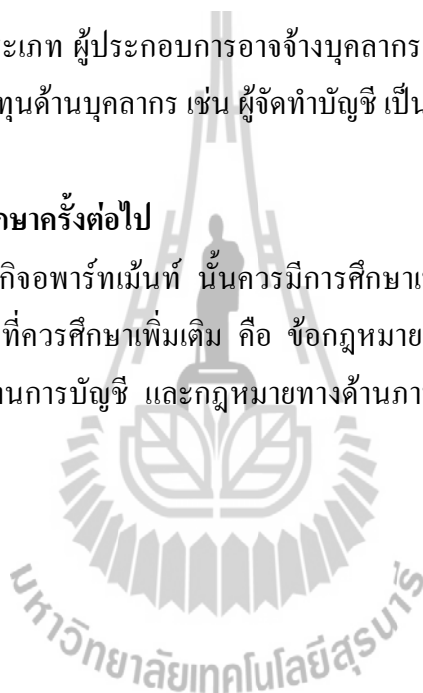 ะเภท ผู้ประกอบการอาจจ้างบุคลากร
ทุนด้านบุคลากร เช่น ผู้จัดทำบัญชี เป็น
กษาครั้งต่อไป
กิจอพาร์ทเม้นท์ นั้นควรมีการศึกษาเ
ที่ควรศึกษาเพิ่มเติม คือ ข้อกฎหมาย
านการบัญชี และกฎหมายทางด้านภา
มหาวิทยาลัยเทคโนโลยีสุรนารี